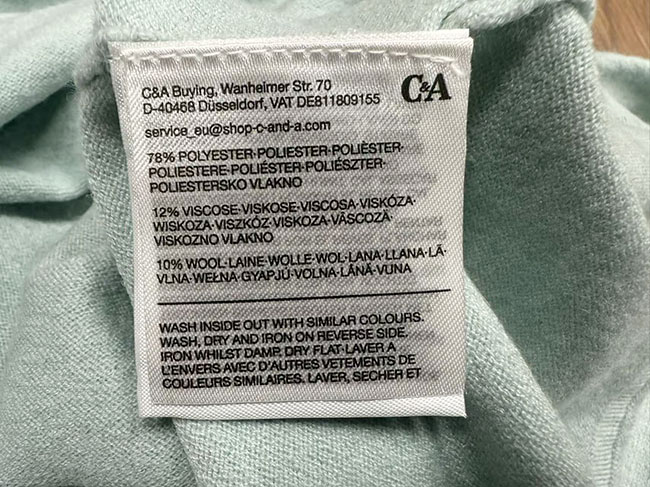 C&A Buying, Wanheimer Str. 70
D-40468 Düsseldorf, VAT DE811809155
C&A
service_eu@shop-c-and-a.com
78% POLYESTER·POLIESTER·POLIÈSTER·
POLIESTERE·POLIÉSTER·POLIÉSZTER·
POLIESTERSKO VLAKNO
12% VISCOSE·VISKOSE·VISCOSA·VISKÓZA·
WISKOZA·VISZKÓZ·VISKOZA·VÂSCOZĂ·
VISKOZNO VLAKNO
10% WOOL·LAINE·WOLLE·WOL·LANA·LLANA·LÃ·
VLNA·WEŁNA·GYAPJÚ·VOLNA·LÂNĂ·VUNA
WASH INSIDE OUT WITH SIMILAR COLOURS.
WASH, DRY AND IRON ON REVERSE SIDE.
IRON WHILST DAMP. DRY FLAT·LAVER A
L'ENVERS AVEC D'AUTRES VETEMENTS DE
COULEURS SIMILAIRES. LAVER, SECHER ET